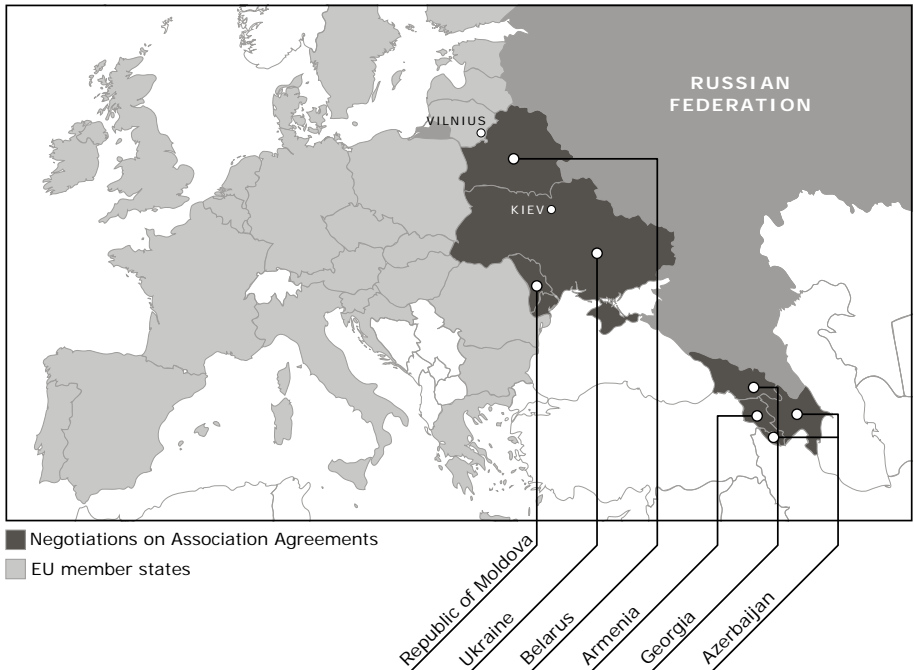 RUSSIAN
FEDERATION
VILNIUS
KIEV
Negotiations on Association Agreements
EU member states
Republic of Moldova
Ukraine
Belarus
Armenia
Georgia
Azerbaijan